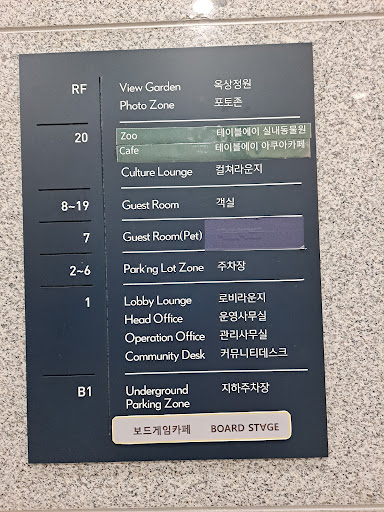 RF View Garden 옥상정원
Photo Zone 포토존
20 Zoo 테이블에이 실내동물원
Cafe 테이블에이 아쿠아카페
Culture Lounge 컬쳐라운지
8~19 Guest Room 객실
7 Guest Room(Pet)
2~6 Park'ng Lot Zone 주차장
1 Lobby Lounge 로비라운지
Head Office 운영사무실
Operation Office 관리사무실
Community Desk 커뮤니티데스크
B1 Underground 지하주차장
Parking Zone
보드게임카페 BOARD ST∀GE